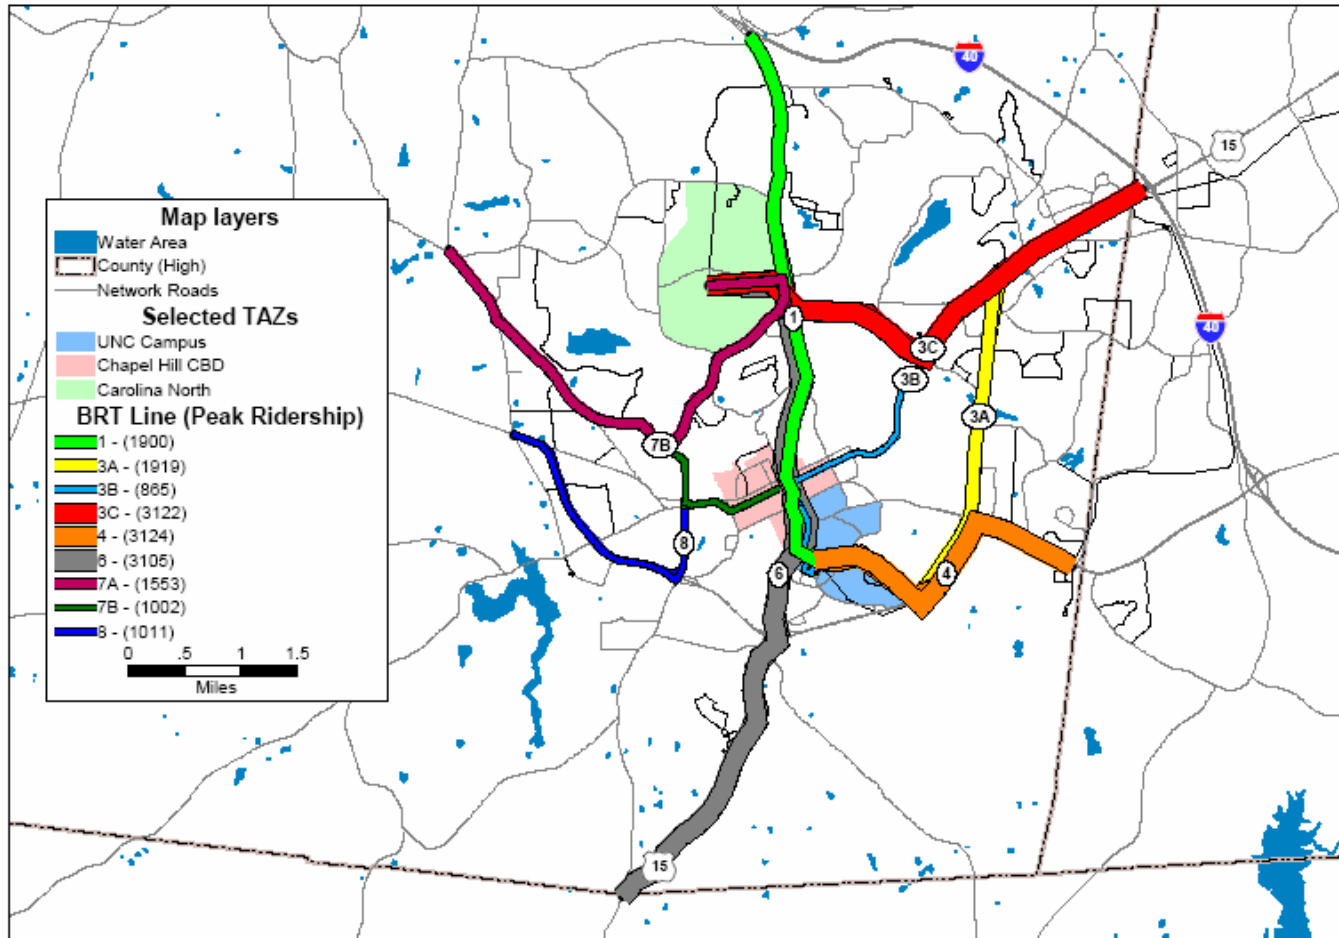 40
15
Map layers
Water Area
County (High)
Network Roads
Selected TAZs
UNC Campus
Chapel Hill CBD
Carolina North
BRT Line (Peak Ridership)
1 - (1900)
3A - (1919)
3B - (865)
3C - (3122)
4 - (3124)
6 - (3105)
7A - (1553)
7B - (1002)
8 - (1011)
0 .5 1 1.5
Miles
1
40
3C
3B
3A
7B
8
6
4
15